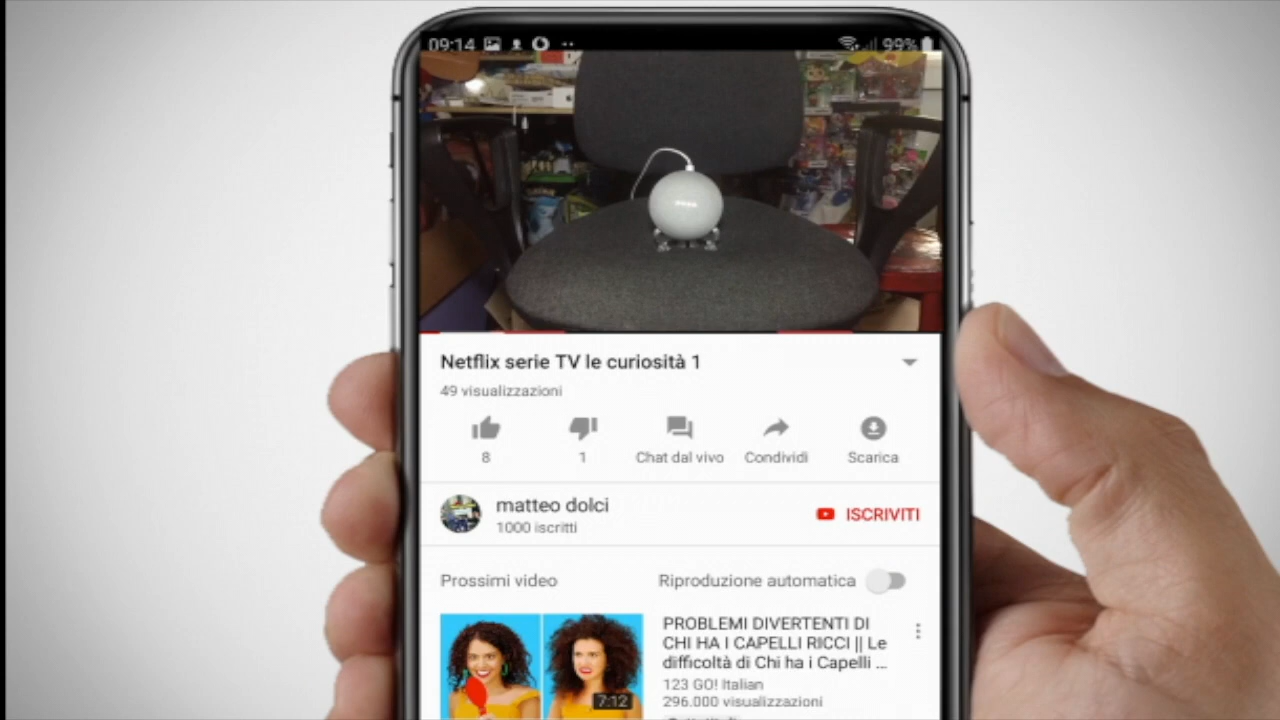 09:14
99%
Netflix serie TV le curiosità 1
49 visualizzazioni
8
1
Chat dal vivo
Condividi
Scarica
matteo dolci
1000 iscritti
ISCRIVITI
Prossimi video
Riproduzione automatica
PROBLEMI DIVERTENTI DI
CHI HA I CAPELLI RICCI || Le
difficoltà di Chi ha i Capelli ...
7:12
123 GO! Italian
296.000 visualizzazioni